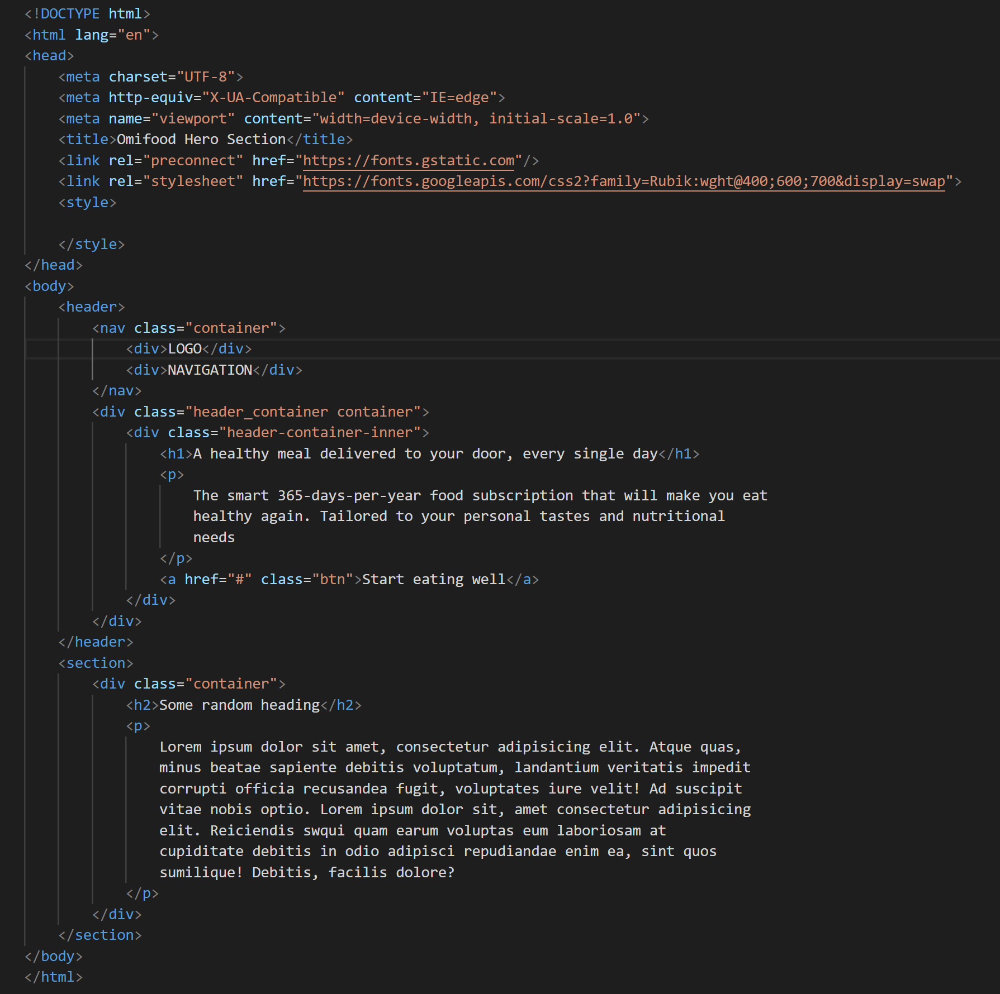 <!DOCTYPE html>
<html lang="en">
<head>
    <meta charset="UTF-8">
    <meta http-equiv="X-UA-Compatible" content="IE=edge">
    <meta name="viewport" content="width=device-width, initial-scale=1.0">
    <title>Omifood Hero Section</title>
    <link rel="preconnect" href="https://fonts.gstatic.com"/>
    <link rel="stylesheet" href="https://fonts.googleapis.com/css2?family=Rubik:wght@400;600;700&display=swap">
    <style>

    </style>
</head>
<body>
    <header>
        <nav class="container">
            <div>LOGO</div>
            <div>NAVIGATION</div>
        </nav>
        <div class="header_container container">
            <div class="header-container-inner">
                <h1>A healthy meal delivered to your door, every single day</h1>
                <p>
                    The smart 365-days-per-year food subscription that will make you eat
                    healthy again. Tailored to your personal tastes and nutritional
                    needs
                </p>
                <a href="#" class="btn">Start eating well</a>
            </div>
        </div>
    </header>
    <section>
        <div class="container">
            <h2>Some random heading</h2>
            <p>
                Lorem ipsum dolor sit amet, consectetur adipisicing elit. Atque quas,
                minus beatae sapiente debitis voluptatum, landantium veritatis impedit
                corrupti officia recusandea fugit, voluptates iure velit! Ad suscipit
                vitae nobis optio. Lorem ipsum dolor sit, amet consectetur adipisicing
                elit. Reiciendis swqui quam earum voluptas eum laboriosam at
                cupiditate debitis in odio adipisci repudiandae enim ea, sint quos
                sumilique! Debitis, facilis dolore?
            </p>
        </div>
    </section>
</body>
</html>